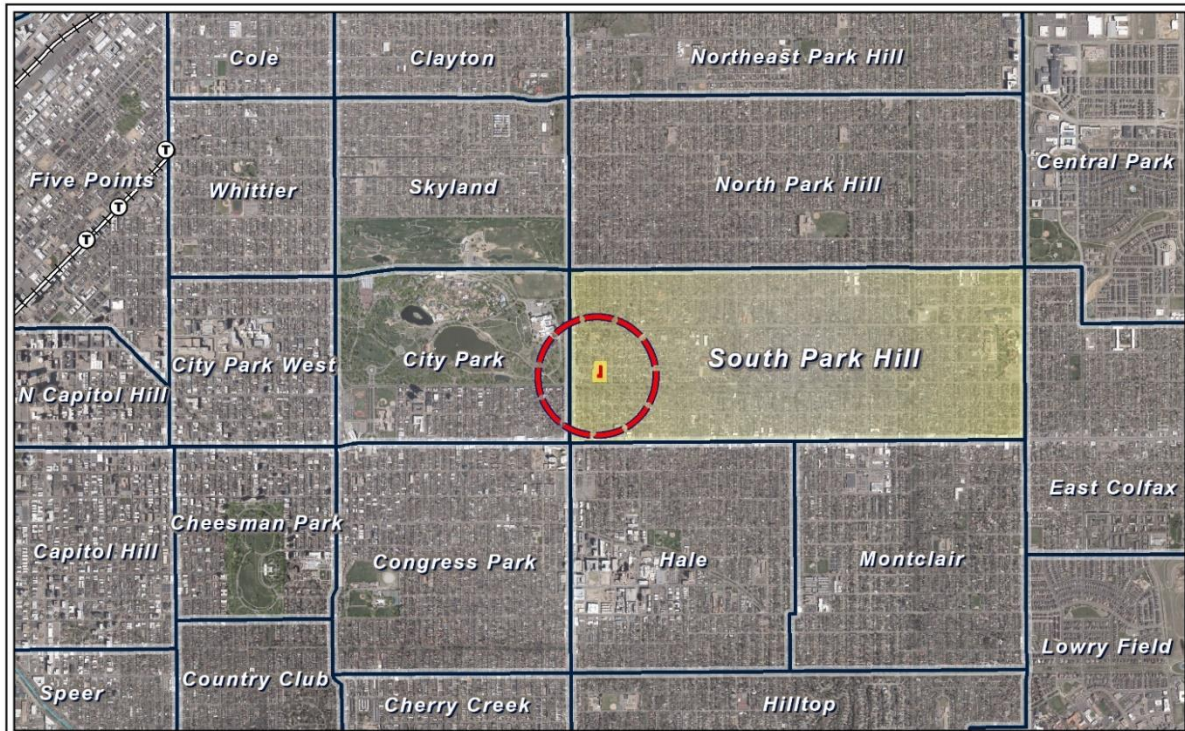 Cole
Clayton
Northeast Park Hill
Five Points
Whittier
Skyland
North Park Hill
Central Park
T
T
T
City Park West
City Park
South Park Hill
N Capitol Hill
East Colfax
Cheesman Park
Capitol Hill
Congress Park
Hale
Montclair
Lowry Field
Speer
Country Club
Cherry Creek
Hilltop